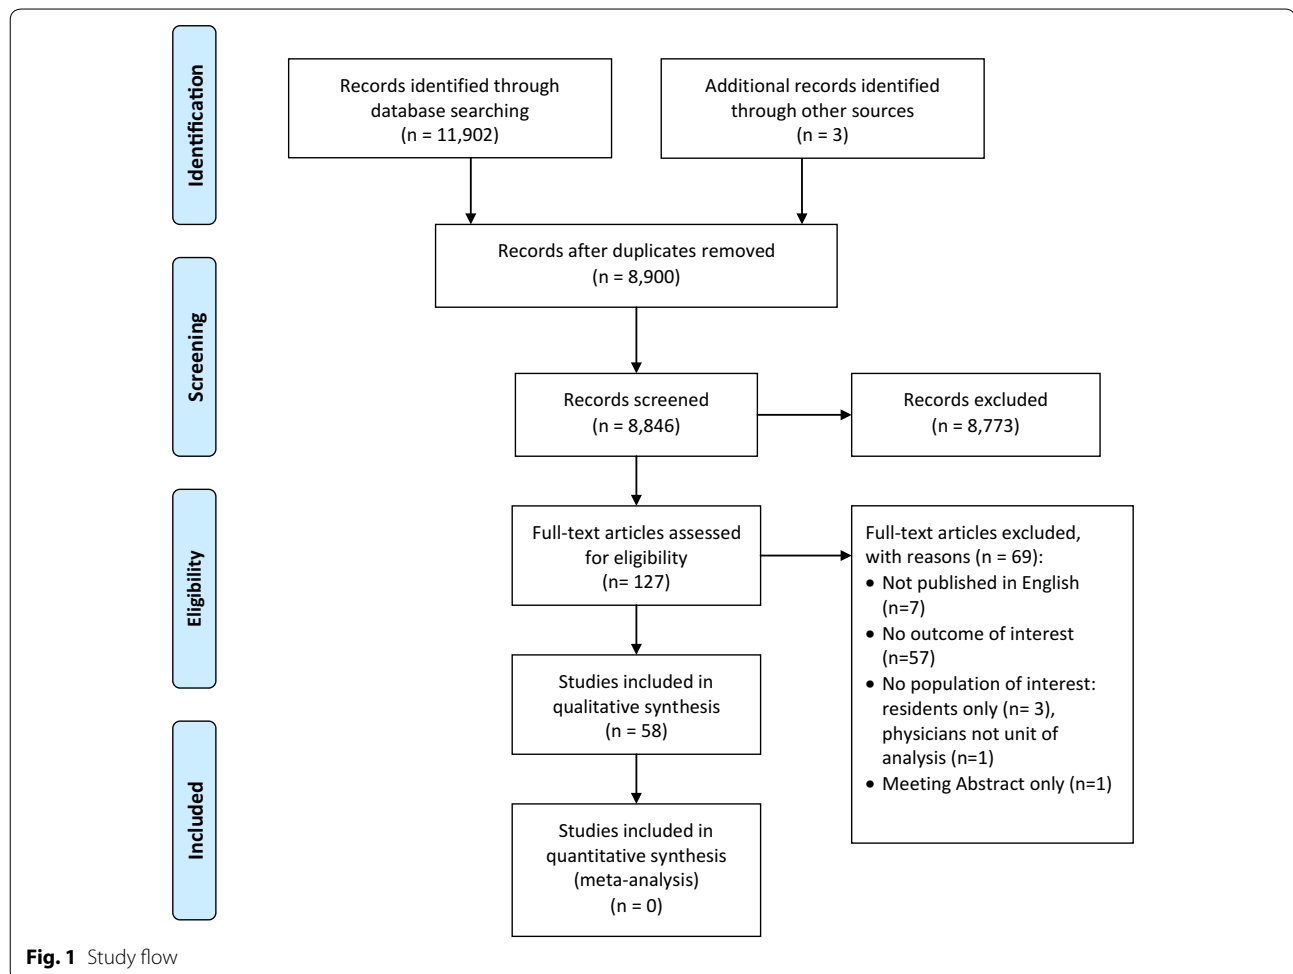 Identification
Records identified through
database searching
(n = 11,902)
Additional records identified
through other sources
(n = 3)
Records after duplicates removed
(n = 8,900)
Screening
Records screened
(n = 8,846)
Records excluded
(n = 8,773)
Eligibility
Full-text articles assessed
for eligibility
(n= 127)
Full-text articles excluded,
with reasons (n = 69):
• Not published in English
(n=7)
• No outcome of interest
(n=57)
• No population of interest:
residents only (n= 3),
physicians not unit of
analysis (n=1)
• Meeting Abstract only (n=1)
Studies included in
qualitative synthesis
(n = 58)
Included
Studies included in
quantitative synthesis
(meta-analysis)
(n = 0)
Fig. 1 Study flow